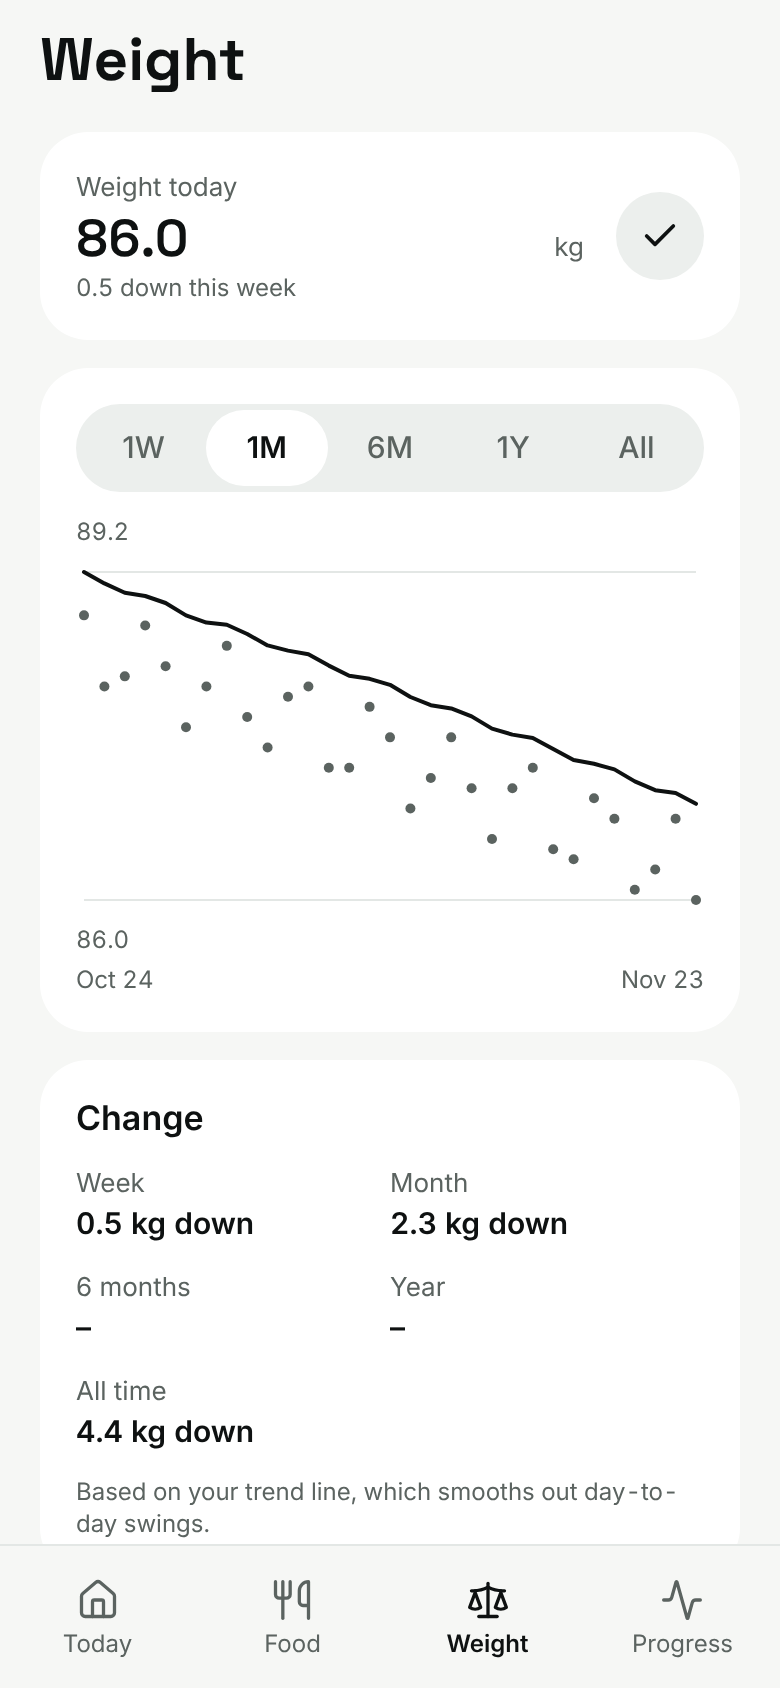 Weight
Weight today
86.0
kg
0.5 down this week
1W 1M 6M 1Y All
89.2
86.0
Oct 24 Nov 23
Change
Week Month
0.5 kg down 2.3 kg down
6 months Year
– –
All time
4.4 kg down
Based on your trend line, which smooths out day-to-
day swings.
Today Food Weight Progress